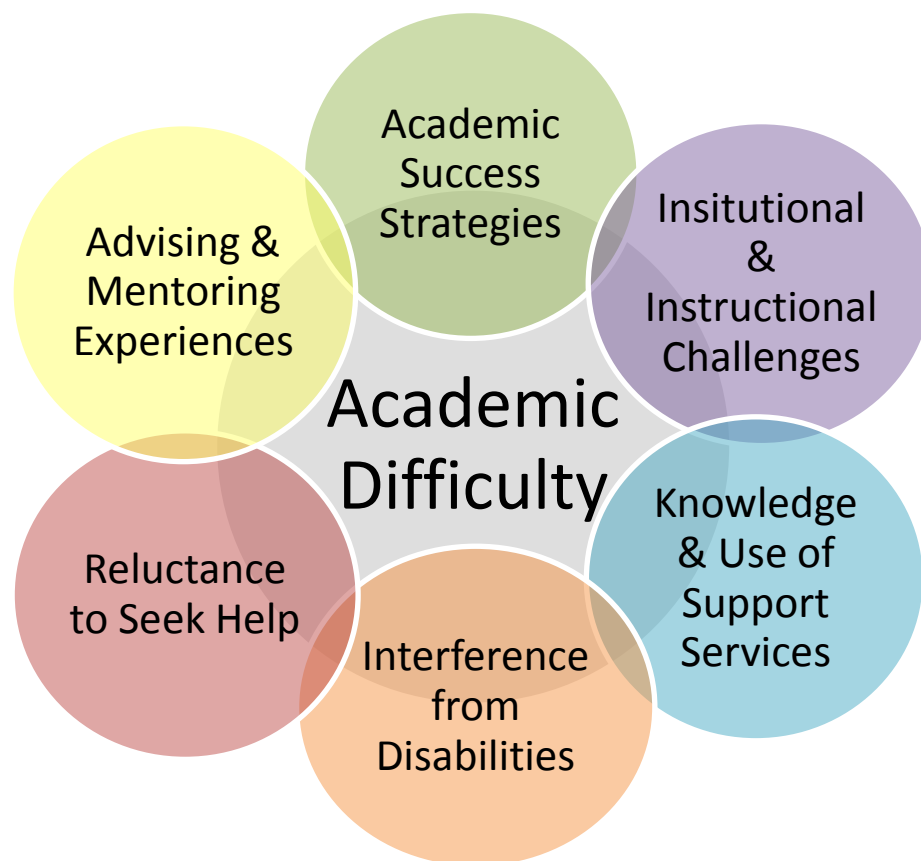 Academic
Success
Strategies
Insitutional
&
Instructional
Challenges
Advising &
Mentoring
Experiences
Academic
Difficulty
Knowledge
& Use of
Support
Services
Reluctance
to Seek Help
Interference
from
Disabilities